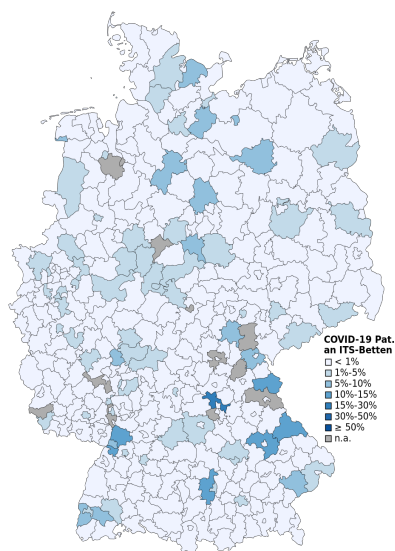 COVID-19 Pat.
an ITS-Betten
< 1%
1%-5%
5%-10%
10%-15%
15%-30%
30%-50%
≥ 50%
n.a.